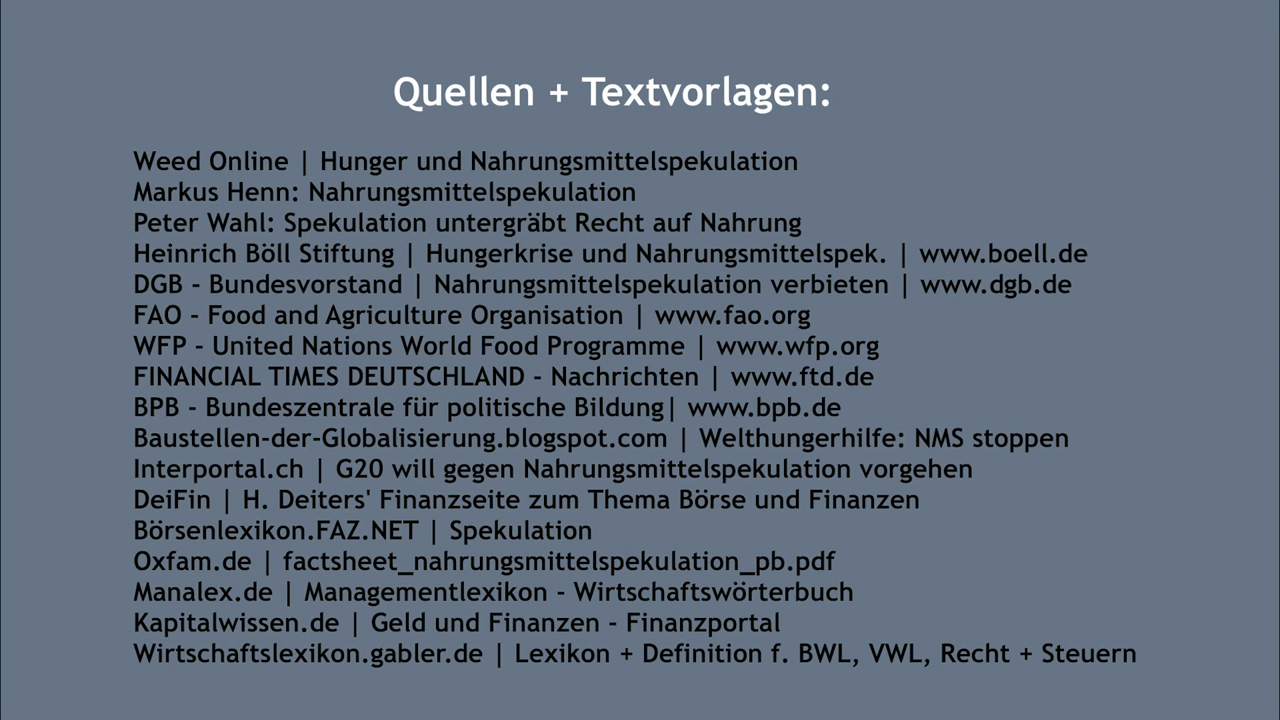 Quellen + Textvorlagen:
Weed Online | Hunger und Nahrungsmittelspekulation
Markus Henn: Nahrungsmittelspekulation
Peter Wahl: Spekulation untergräbt Recht auf Nahrung
Heinrich Böll Stiftung | Hungerkrise und Nahrungsmittelspek. | www.boell.de
DGB - Bundesvorstand | Nahrungsmittelspekulation verbieten | www.dgb.de
FAO - Food and Agriculture Organisation | www.fao.org
WFP - United Nations World Food Programme | www.wfp.org
FINANCIAL TIMES DEUTSCHLAND - Nachrichten | www.ftd.de
BPB - Bundeszentrale für politische Bildung| www.bpb.de
Baustellen-der-Globalisierung.blogspot.com | Welthungerhilfe: NMS stoppen
Interportal.ch | G20 will gegen Nahrungsmittelspekulation vorgehen
DeiFin | H. Deiters' Finanzseite zum Thema Börse und Finanzen
Börsenlexikon.FAZ.NET | Spekulation
Oxfam.de | factsheet_nahrungsmittelspekulation_pb.pdf
Manalex.de | Managementlexikon - Wirtschaftswörterbuch
Kapitalwissen.de | Geld und Finanzen - Finanzportal
Wirtschaftslexikon.gabler.de | Lexikon + Definition f. BWL, VWL, Recht + Steuern